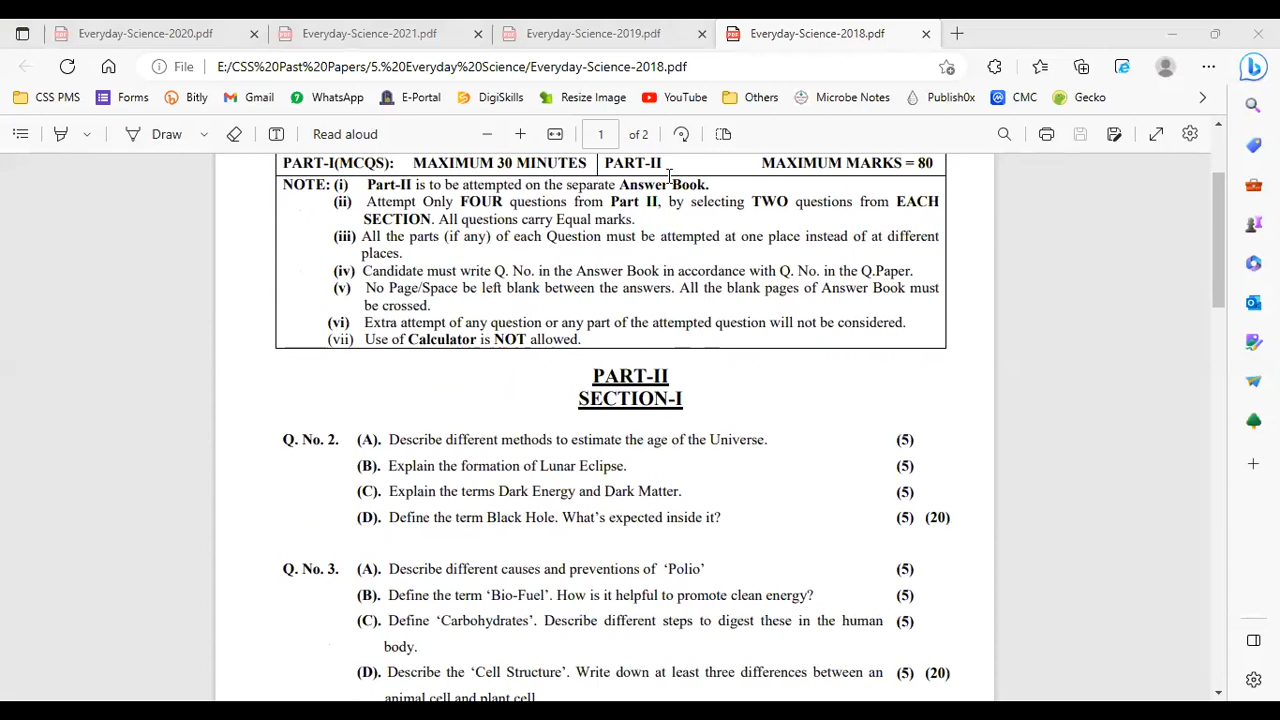 Everyday-Science-2020.pdf
Everyday-Science-2021.pdf
Everyday-Science-2019.pdf
Everyday-Science-2018.pdf
File E:/CSS%20Past%20Papers/5.%20Everyday%20Science/Everyday-Science-2018.pdf
CSS PMS Forms Bitly Gmail WhatsApp E-Portal DigiSkills Resize Image YouTube Others Microbe Notes Publish0x CMC Gecko
Draw Read aloud 1 of 2
PART-I(MCQS): MAXIMUM 30 MINUTES PART-II MAXIMUM MARKS = 80
NOTE: (i) Part-II is to be attempted on the separate Answer Book.
(ii) Attempt Only FOUR questions from Part II, by selecting TWO questions from EACH
SECTION. All questions carry Equal marks.
(iii) All the parts (if any) of each Question must be attempted at one place instead of at different
places.
(iv) Candidate must write Q. No. in the Answer Book in accordance with Q. No. in the Q.Paper.
(v) No Page/Space be left blank between the answers. All the blank pages of Answer Book must
be crossed.
(vi) Extra attempt of any question or any part of the attempted question will not be considered.
(vii) Use of Calculator is NOT allowed.
PART-II
SECTION-I
Q. No. 2. (A). Describe different methods to estimate the age of the Universe. (5)
(B). Explain the formation of Lunar Eclipse. (5)
(C). Explain the terms Dark Energy and Dark Matter. (5)
(D). Define the term Black Hole. What’s expected inside it? (5) (20)
Q. No. 3. (A). Describe different causes and preventions of ‘Polio’ (5)
(B). Define the term ‘Bio-Fuel’. How is it helpful to promote clean energy? (5)
(C). Define ‘Carbohydrates’. Describe different steps to digest these in the human (5)
body.
(D). Describe the ‘Cell Structure’. Write down at least three differences between an (5) (20)
animal cell and plant cell.